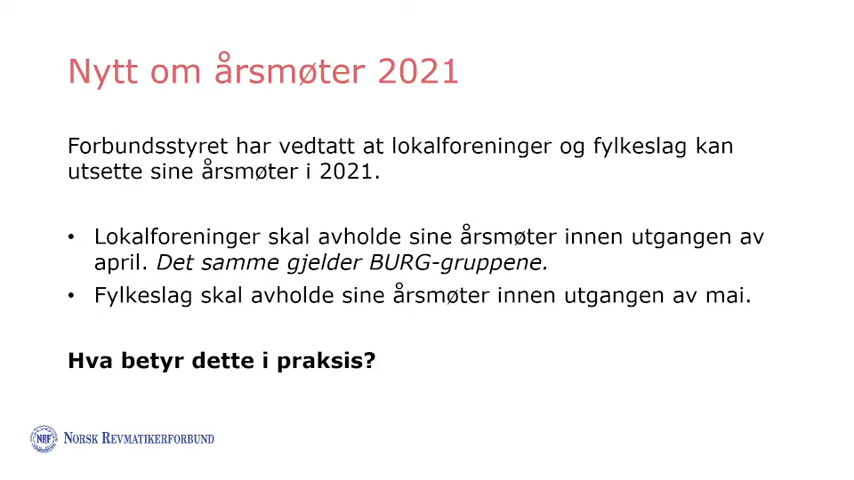 Nytt om årsmøter 2021
Forbundsstyret har vedtatt at lokalforeninger og fylkeslag kan
utsette sine årsmøter i 2021.
• Lokalforeninger skal avholde sine årsmøter innen utgangen av
april. Det samme gjelder BURG-gruppene.
• Fylkeslag skal avholde sine årsmøter innen utgangen av mai.
Hva betyr dette i praksis?
NRF NORSK REVMATIKERFORBUND